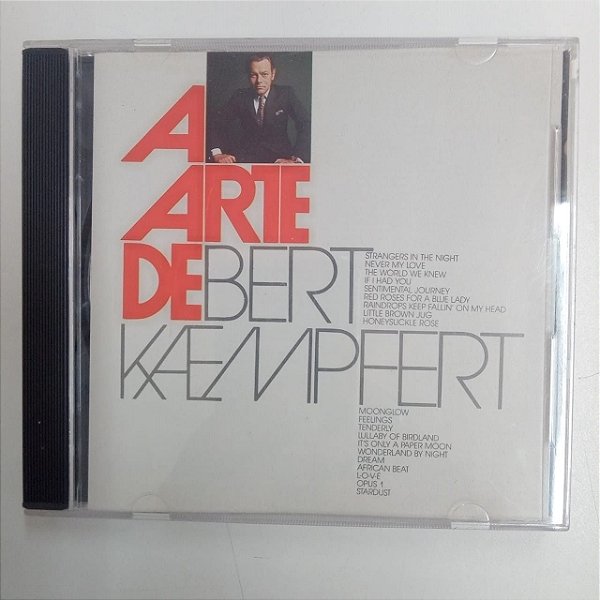 A
ARTE
DE BERT
KAEMPFERT
STRANGERS IN THE NIGHT
NEVER MY LOVE
THE WORLD WE KNEW
IF I HAD YOU
SENTIMENTAL JOURNEY
RED ROSES FOR A BLUE LADY
RAINDROPS KEEP FALLIN' ON MY HEAD
LITTLE BROWN JUG
HONEYSUCKLE ROSE
MOONGLOW
FEELINGS
TENDERLY
LULLABY OF BIRDLAND
IT'S ONLY A PAPER MOON
WONDERLAND BY NIGHT
DREAM
AFRICAN BEAT
L-O-V-E
OPUS 1
STARDUST